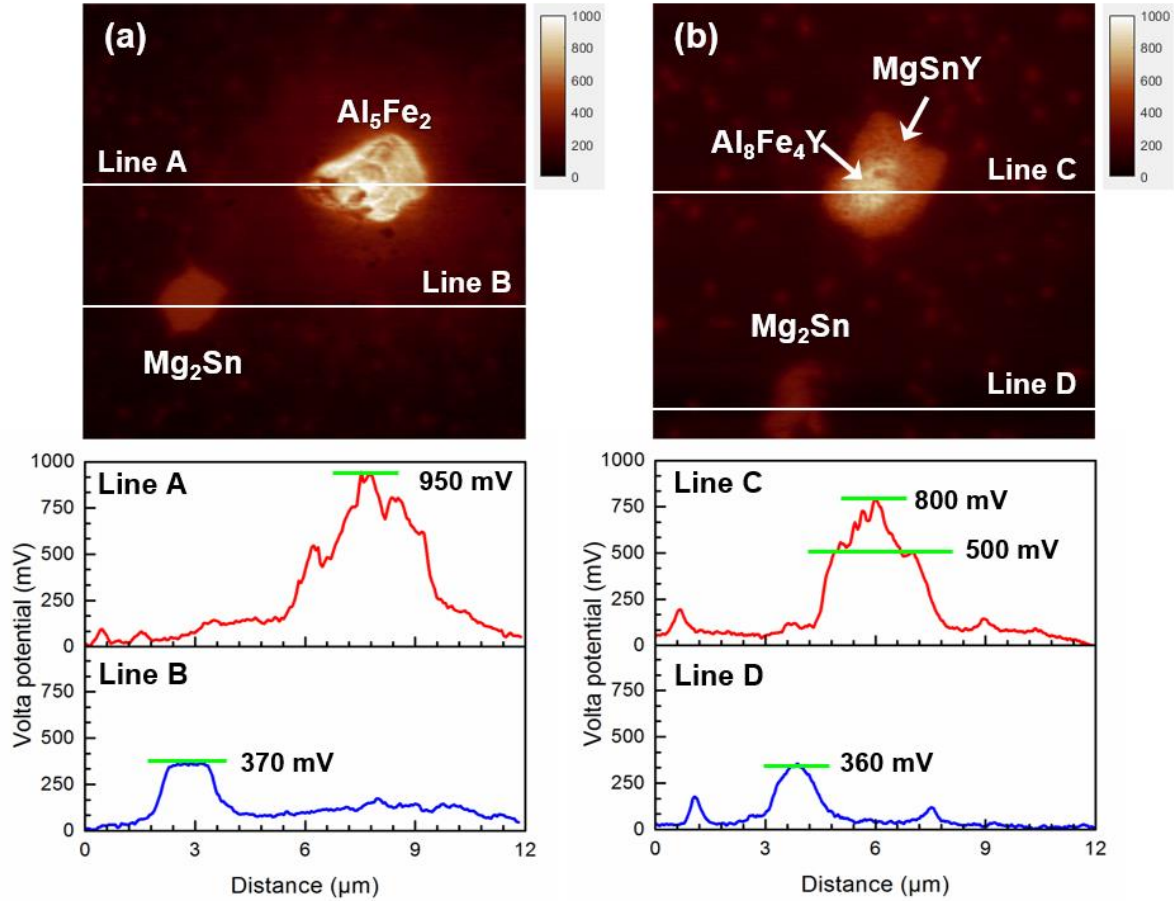 (a)
Al₅Fe₂
Line A
Line B
Mg₂Sn
1000
800
600
400
200
0
(b)
MgSnY
Al₈Fe₄Y
Line C
Mg₂Sn
Line D
1000
800
600
400
200
0
Line A
950 mV
Line B
370 mV
1000
750
500
250
0
750
500
250
0
Volta potential (mV)
0 3 6 9 12
Distance (µm)
Line C
800 mV
500 mV
Line D
360 mV
1000
750
500
250
0
750
500
250
0
Volta potential (mV)
0 3 6 9 12
Distance (µm)